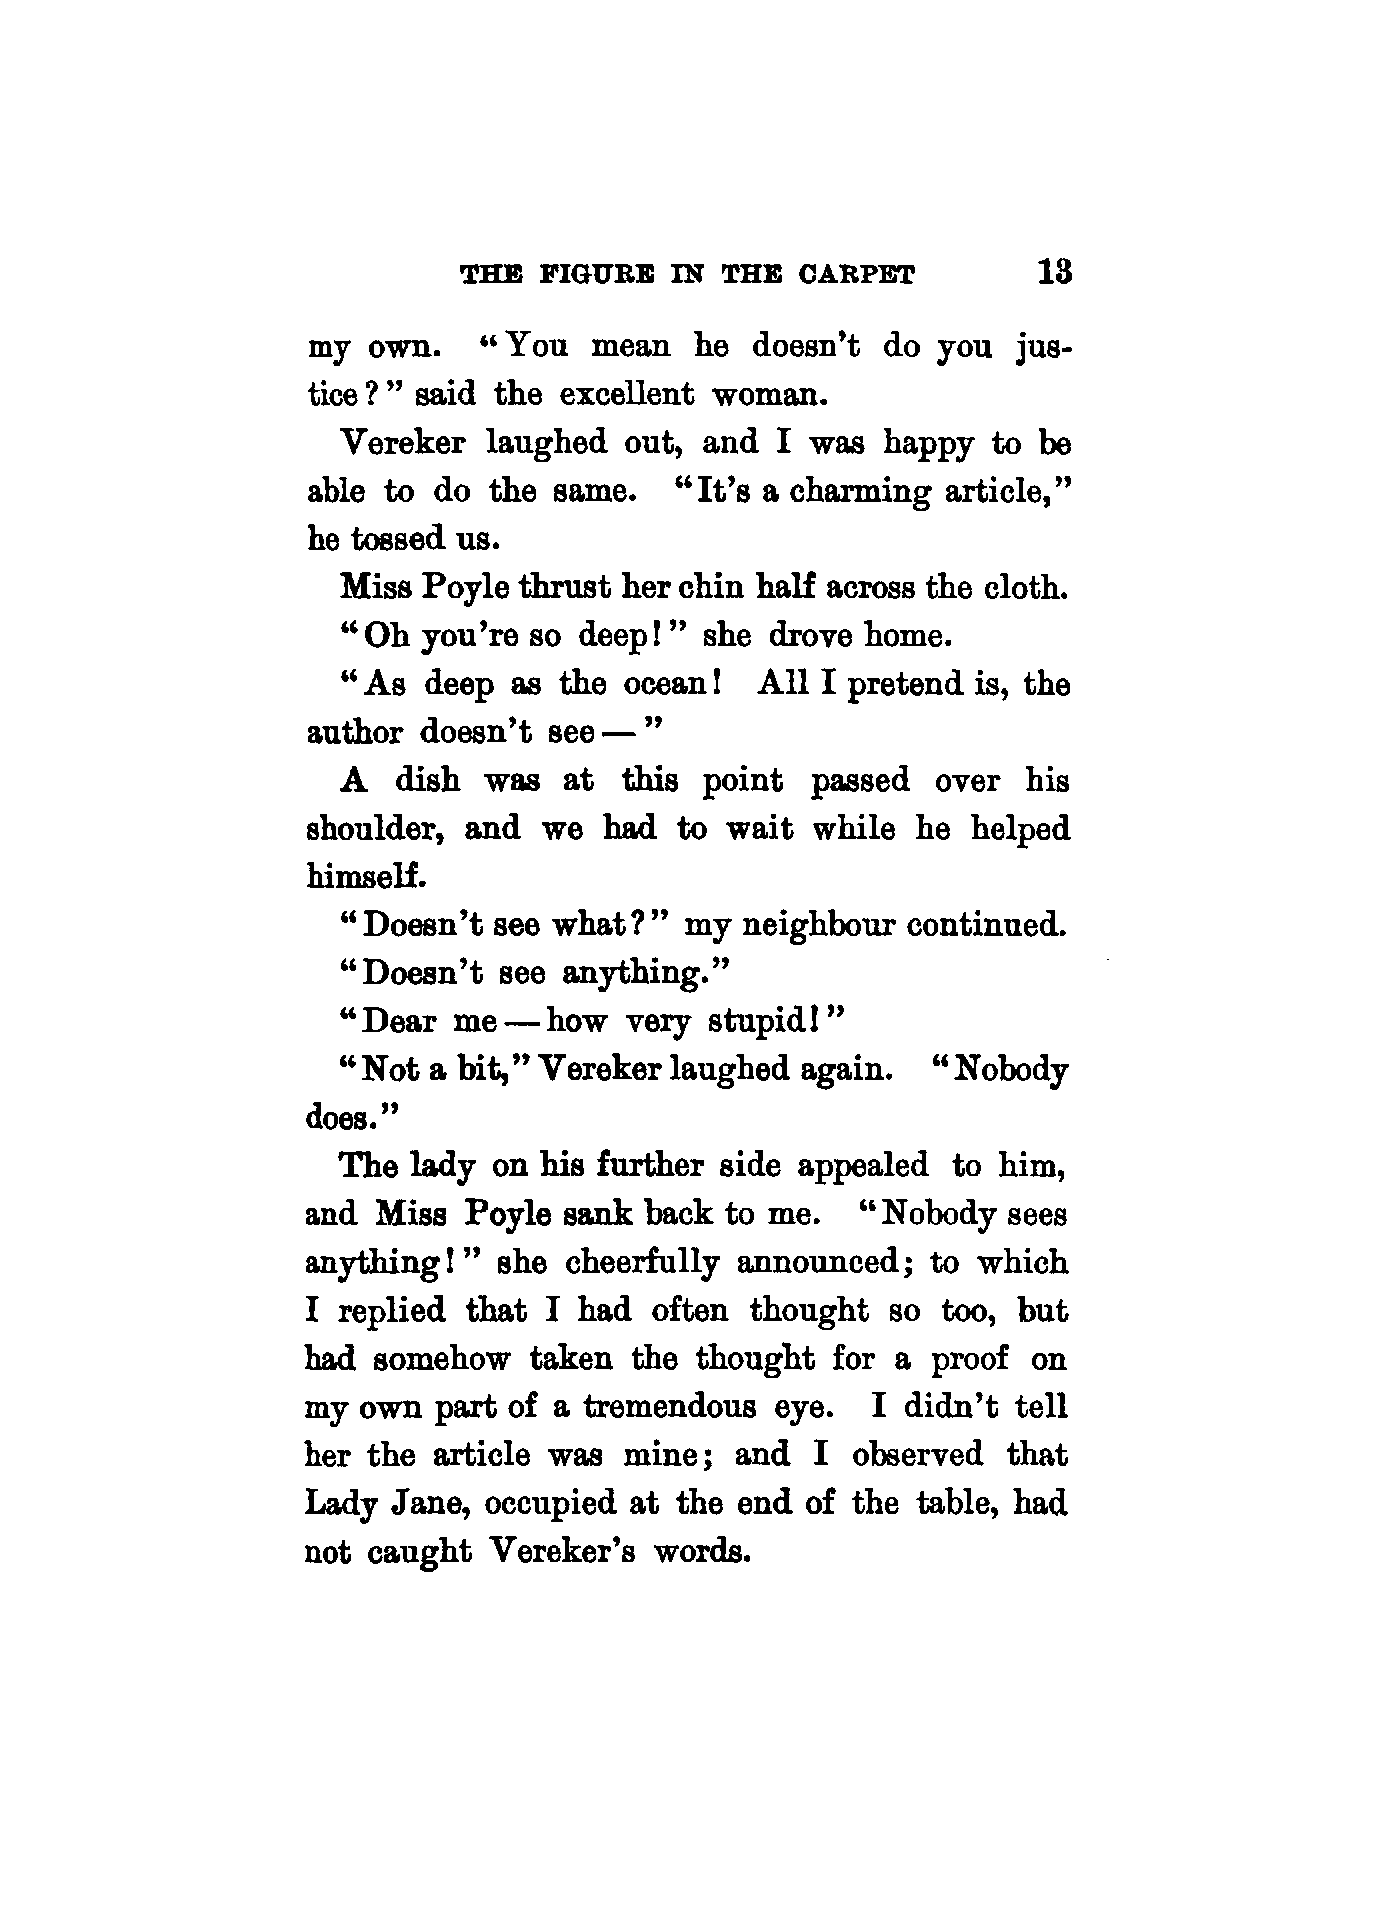 THE FIGURE IN THE CARPET 13
my own. "You mean he doesn't do you jus-
tice?" said the excellent woman.
Vereker laughed out, and I was happy to be
able to do the same. "It's a charming article,"
he tossed us.
Miss Poyle thrust her chin half across the cloth.
"Oh you're so deep!" she drove home.
"As deep as the ocean! All I pretend is, the
author doesn't see—"
A dish was at this point passed over his
shoulder, and we had to wait while he helped
himself.
"Doesn't see what?" my neighbour continued.
"Doesn't see anything."
"Dear me—how very stupid!"
"Not a bit," Vereker laughed again. "Nobody
does."
The lady on his further side appealed to him,
and Miss Poyle sank back to me. "Nobody sees
anything!" she cheerfully announced; to which
I replied that I had often thought so too, but
had somehow taken the thought for a proof on
my own part of a tremendous eye. I didn't tell
her the article was mine; and I observed that
Lady Jane, occupied at the end of the table, had
not caught Vereker's words.